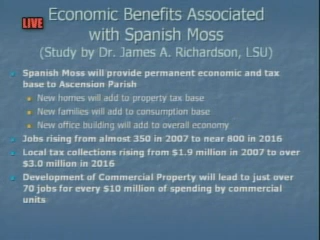 Economic Benefits Associated
LIVE
with Spanish Moss
(Study by Dr. James A. Richardson, LSU)
Spanish Moss will provide permanent economic and tax
base to Ascension Parish
New homes will add to property tax base
New families will add to consumption base
New office building will add to overall economy
Jobs rising from almost 350 in 2007 to near 800 in 2016
Local tax collections rising from $1.9 million in 2007 to over
$3.0 million in 2016
Development of Commercial Property will lead to just over
70 jobs for every $10 million of spending by commercial
units